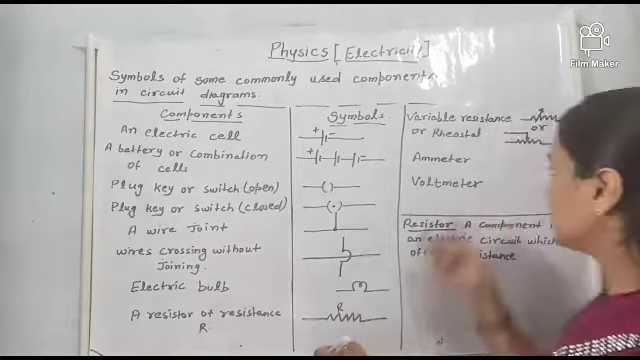 Physics [Electricity]
Symbols of some commonly used components
in circuit diagrams.
Components
Symbols.
An electric cell
+ -
A battery or combination
of cells
+ -
Plug key or switch (open)
Plug key or switch (closed)
A wire joint
wires crossing without
Joining.
Electric bulb
A resistor of resistance
R.
R
Variable resistance
or Rheostat
or
Ammeter
Voltmeter
Resistor. A component
an electric circuit which
Film Maker